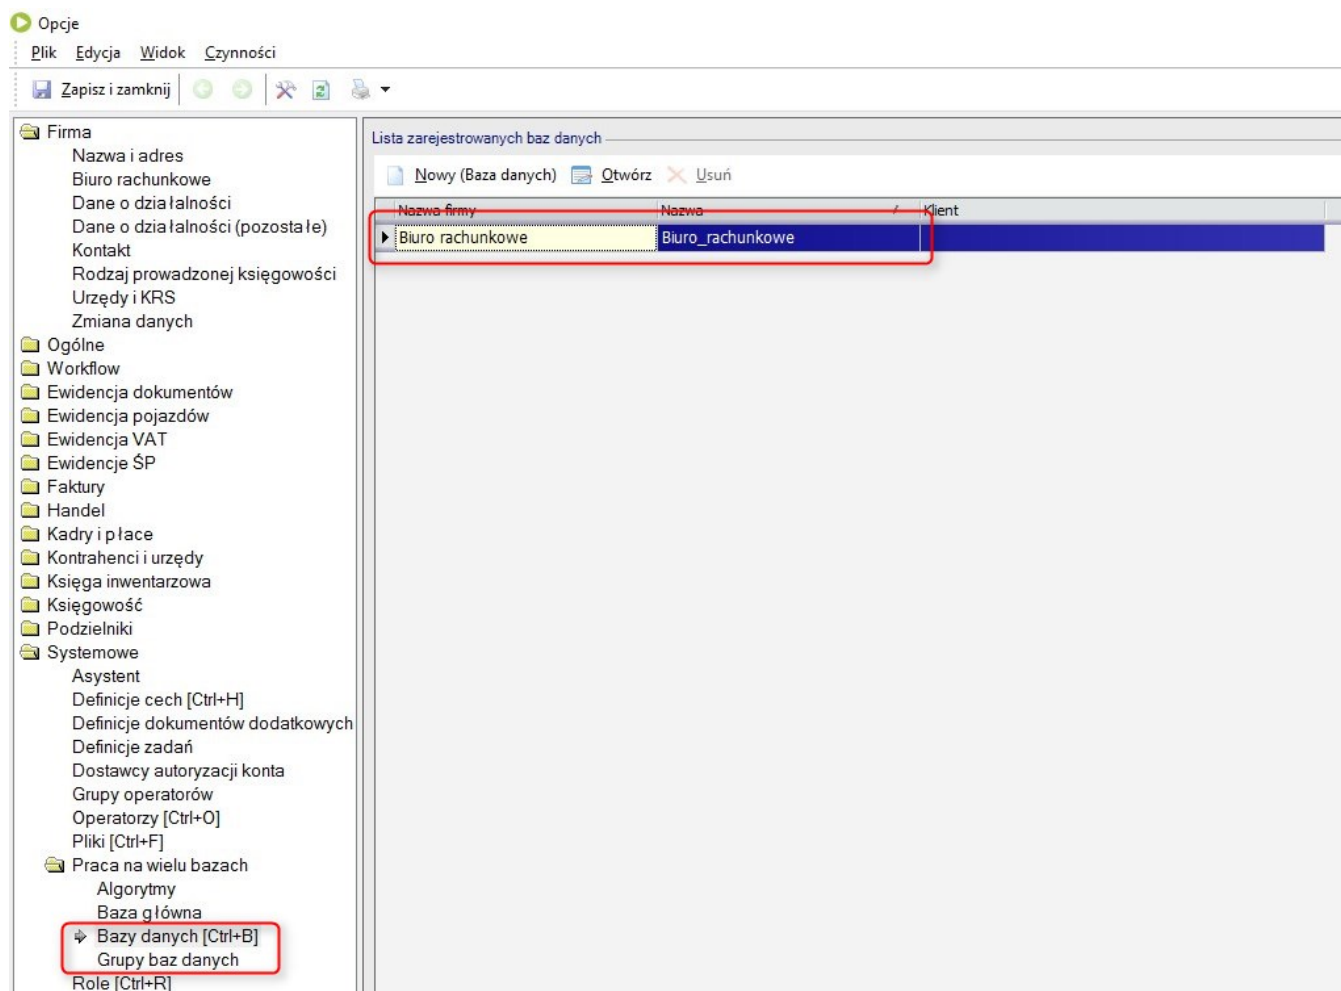 Opcje
Plik Edycja Widok Czynności
Zapisz i zamknij
Firma
Nazwa i adres
Biuro rachunkowe
Dane o działalności
Dane o działalności (pozostałe)
Kontakt
Rodzaj prowadzonej księgowości
Urzędy i KRS
Zmiana danych
Ogólne
Workflow
Ewidencja dokumentów
Ewidencja pojazdów
Ewidencja VAT
Ewidencje ŚP
Faktury
Handel
Kadry i płace
Kontrahenci i urzędy
Księga inwentarzowa
Księgowość
Podzielniki
Systemowe
Asystent
Definicje cech [Ctrl+H]
Definicje dokumentów dodatkowych
Definicje zadań
Dostawcy autoryzacji konta
Grupy operatorów
Operatorzy [Ctrl+O]
Pliki [Ctrl+F]
Praca na wielu bazach
Algorytmy
Baza główna
Bazy danych [Ctrl+B]
Grupy baz danych
Role [Ctrl+R]
Lista zarejestrowanych baz danych
Nowy (Baza danych) Otwórz Usuń
Nazwa firmy Nazwa Klient
Biuro rachunkowe Biuro_rachunkowe